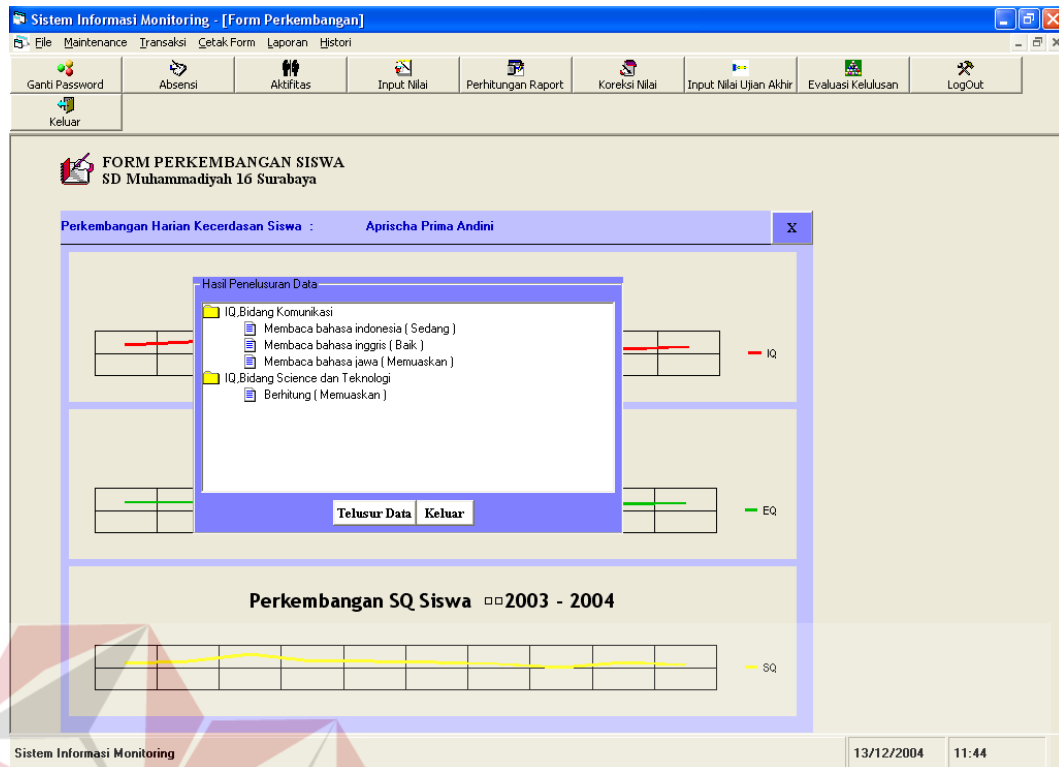 Sistem Informasi Monitoring - [Form Perkembangan]
File Maintenance Transaksi Cetak Form Laporan Histori
Ganti Password Absensi Aktifitas Input Nilai Perhitungan Raport Koreksi Nilai Input Nilai Ujian Akhir Evaluasi Kelulusan LogOut
Keluar
FORM PERKEMBANGAN SISWA
SD Muhammadiyah 16 Surabaya
Perkembangan Harian Kecerdasan Siswa : Aprischa Prima Andini X
Hasil Penelusuran Data
IQ,Bidang Komunikasi
Membaca bahasa indonesia ( Sedang )
Membaca bahasa inggris ( Baik )
Membaca bahasa jawa ( Memuaskan )
IQ,Bidang Science dan Teknologi
Berhitung ( Memuaskan )
Telusur Data Keluar
IQ
EQ
Perkembangan SQ Siswa □□2003 - 2004
SQ
Sistem Informasi Monitoring 13/12/2004 11:44